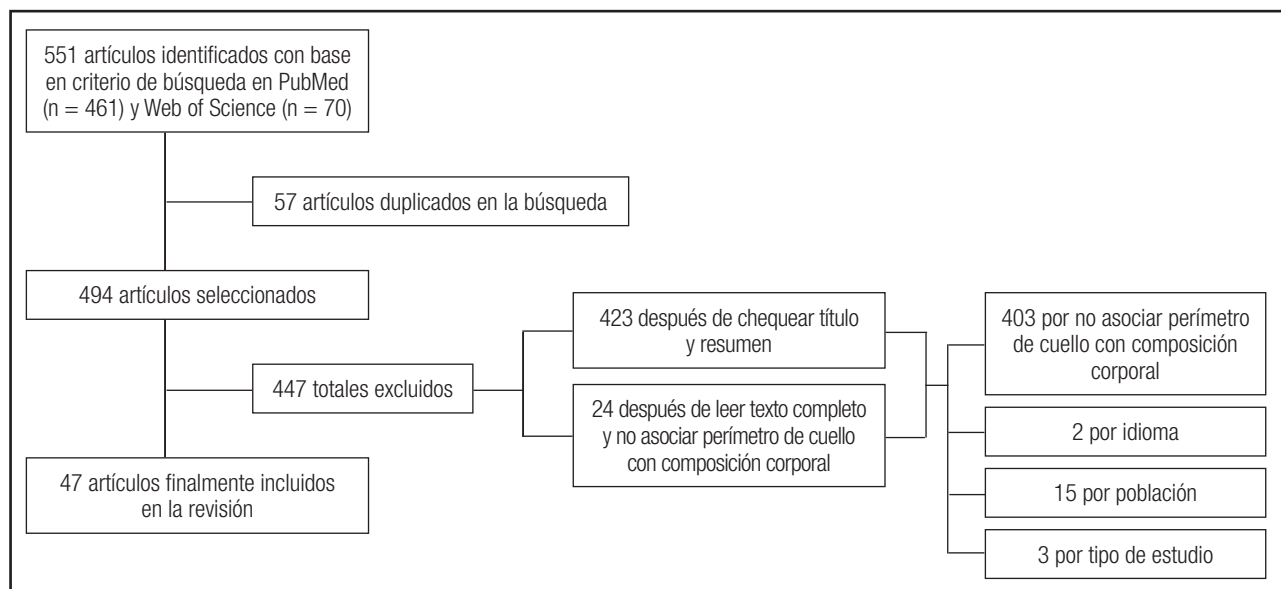 551 artículos identificados con base
en criterio de búsqueda en PubMed
(n = 461) y Web of Science (n = 70)
57 artículos duplicados en la búsqueda
494 artículos seleccionados
447 totales excluidos
423 después de chequear título
y resumen
24 después de leer texto completo
y no asociar perímetro de cuello
con composición corporal
403 por no asociar perímetro
de cuello con composición
corporal
2 por idioma
15 por población
3 por tipo de estudio
47 artículos finalmente incluidos
en la revisión